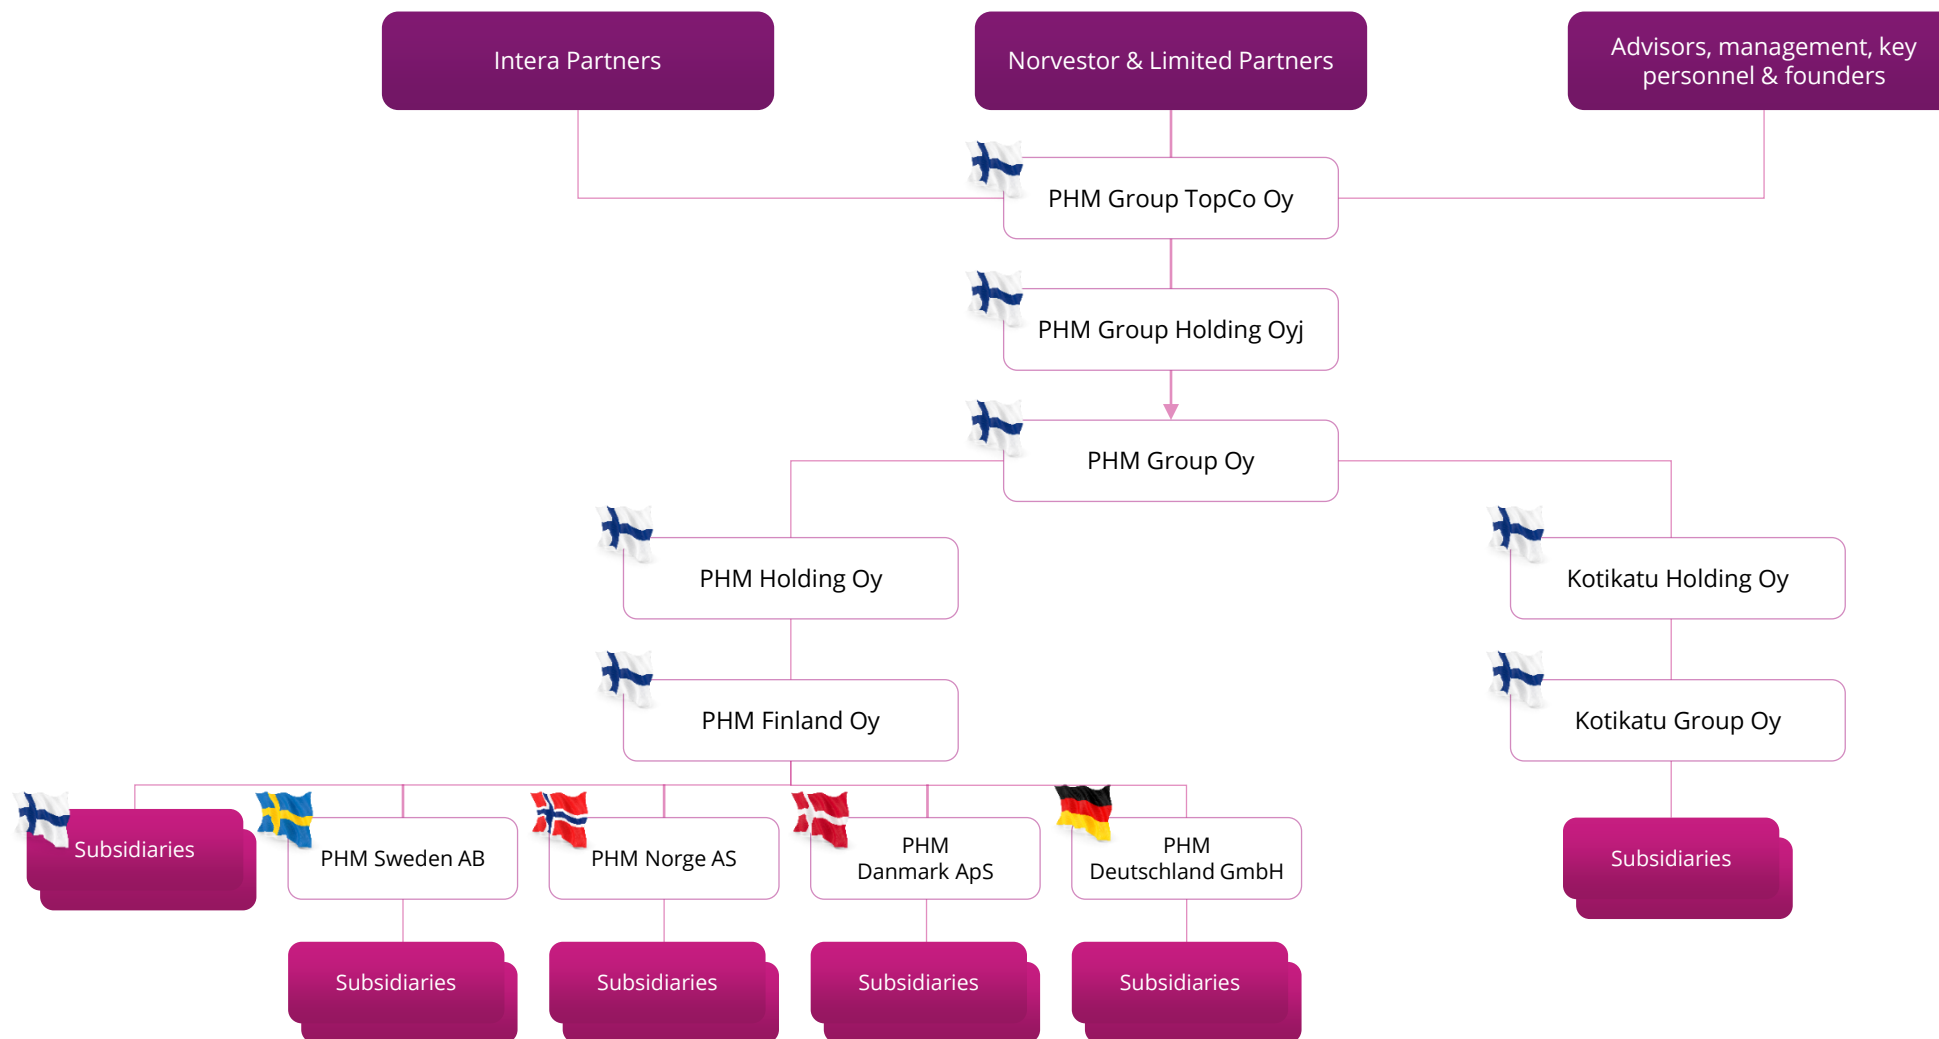 Intera Partners
Norvestor & Limited Partners
Advisors, management, key
personnel & founders
PHM Group TopCo Oy
PHM Group Holding Oyj
PHM Group Oy
PHM Holding Oy
Kotikatu Holding Oy
PHM Finland Oy
Kotikatu Group Oy
Subsidiaries
PHM Sweden AB
PHM Norge AS
PHM
Danmark ApS
PHM
Deutschland GmbH
Subsidiaries
Subsidiaries
Subsidiaries
Subsidiaries
Subsidiaries